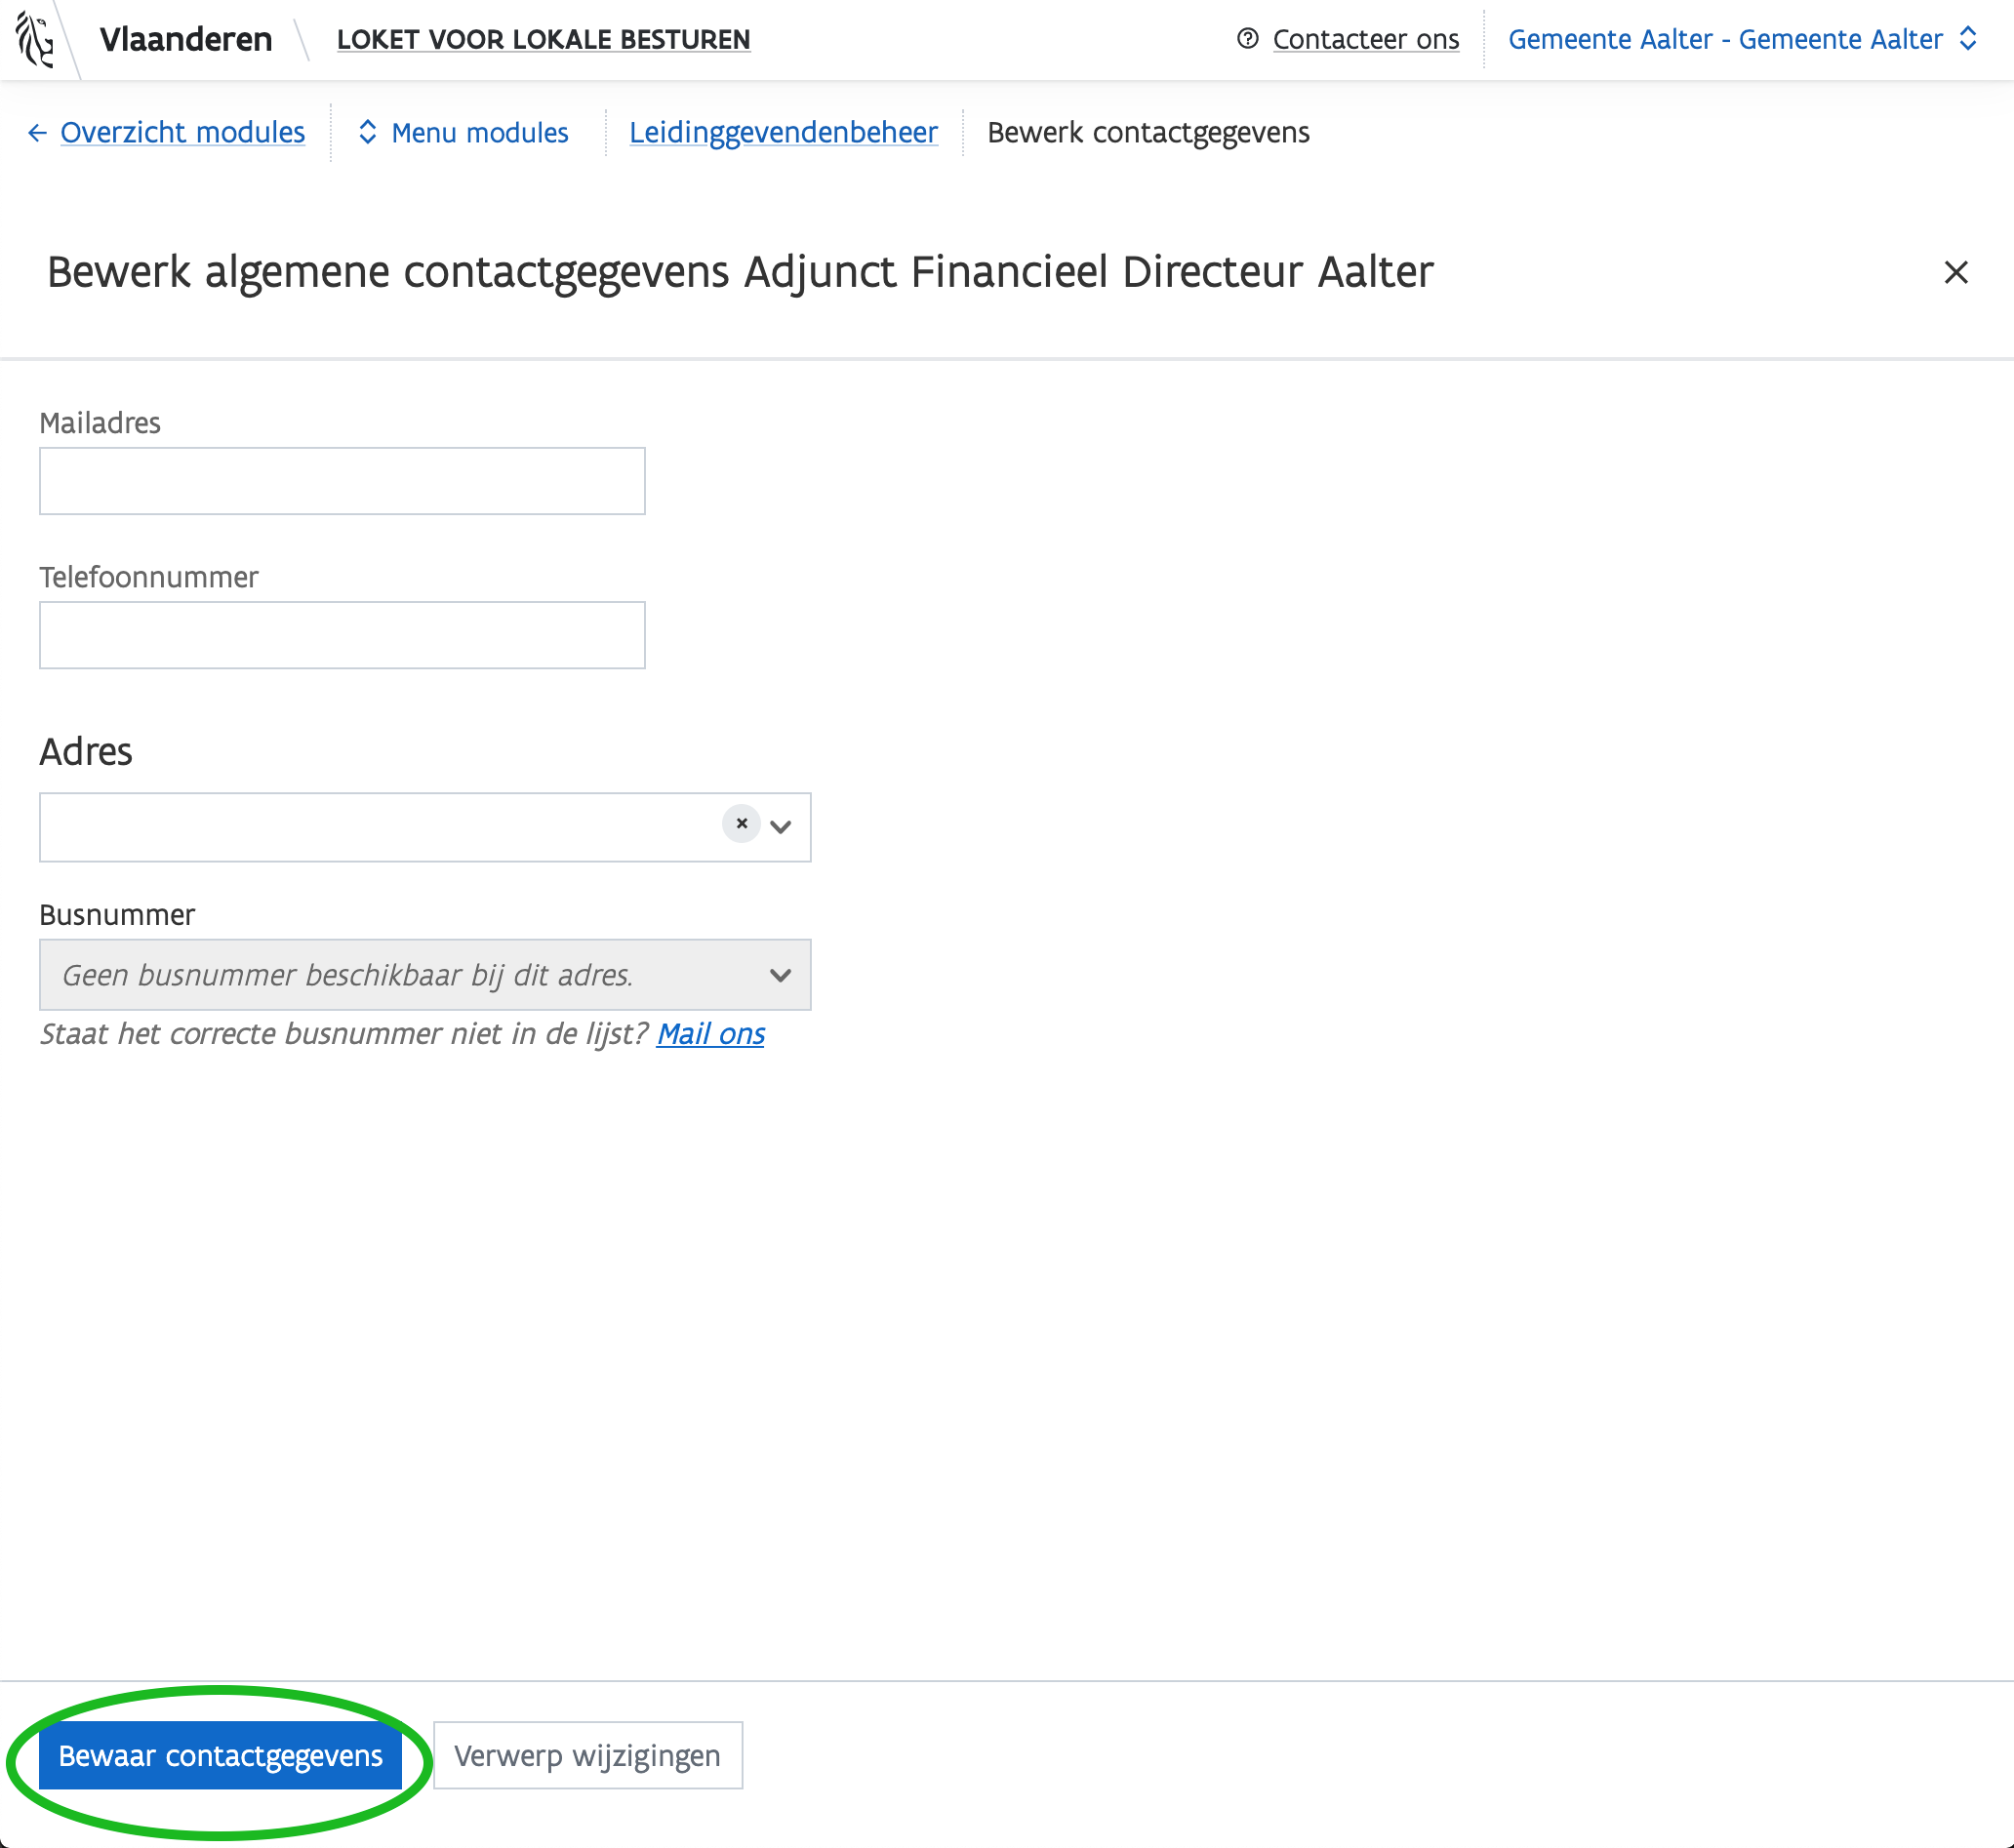 Vlaanderen LOKET VOOR LOKALE BESTUREN Contacteer ons Gemeente Aalter - Gemeente Aalter
Overzicht modules Menu modules Leidinggevendenbeheer Bewerk contactgegevens
Bewerk algemene contactgegevens Adjunct Financieel Directeur Aalter
Mailadres
Telefoonnummer
Adres
Busnummer
Geen busnummer beschikbaar bij dit adres.
Staat het correcte busnummer niet in de lijst? Mail ons
Bewaar contactgegevens Verwerp wijzigingen